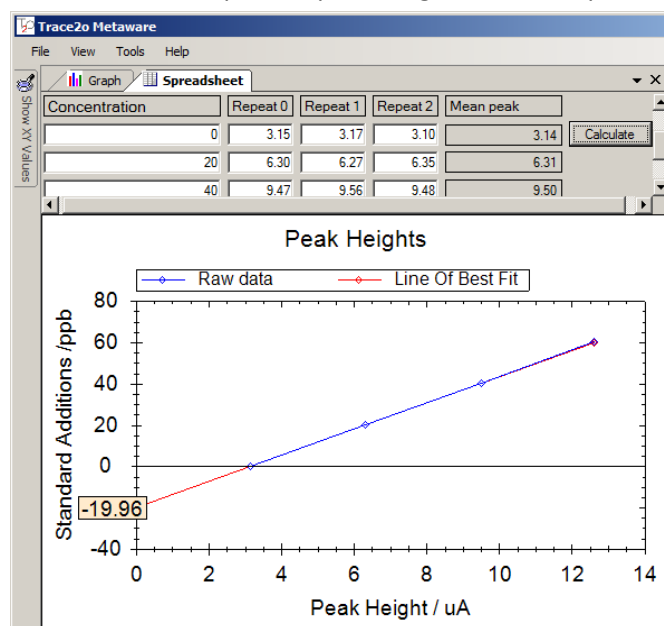 Trace2o Metaware
File View Tools Help
Graph Spreadsheet
Show XY Values
Concentration Repeat 0 Repeat 1 Repeat 2 Mean peak
0 3.15 3.17 3.10 3.14 Calculate
20 6.30 6.27 6.35 6.31
40 9.47 9.56 9.48 9.50
Peak Heights
Raw data Line Of Best Fit
Standard Additions /ppb
80
60
40
20
0
-19.96
-40
0 2 4 6 8 10 12 14
Peak Height / uA